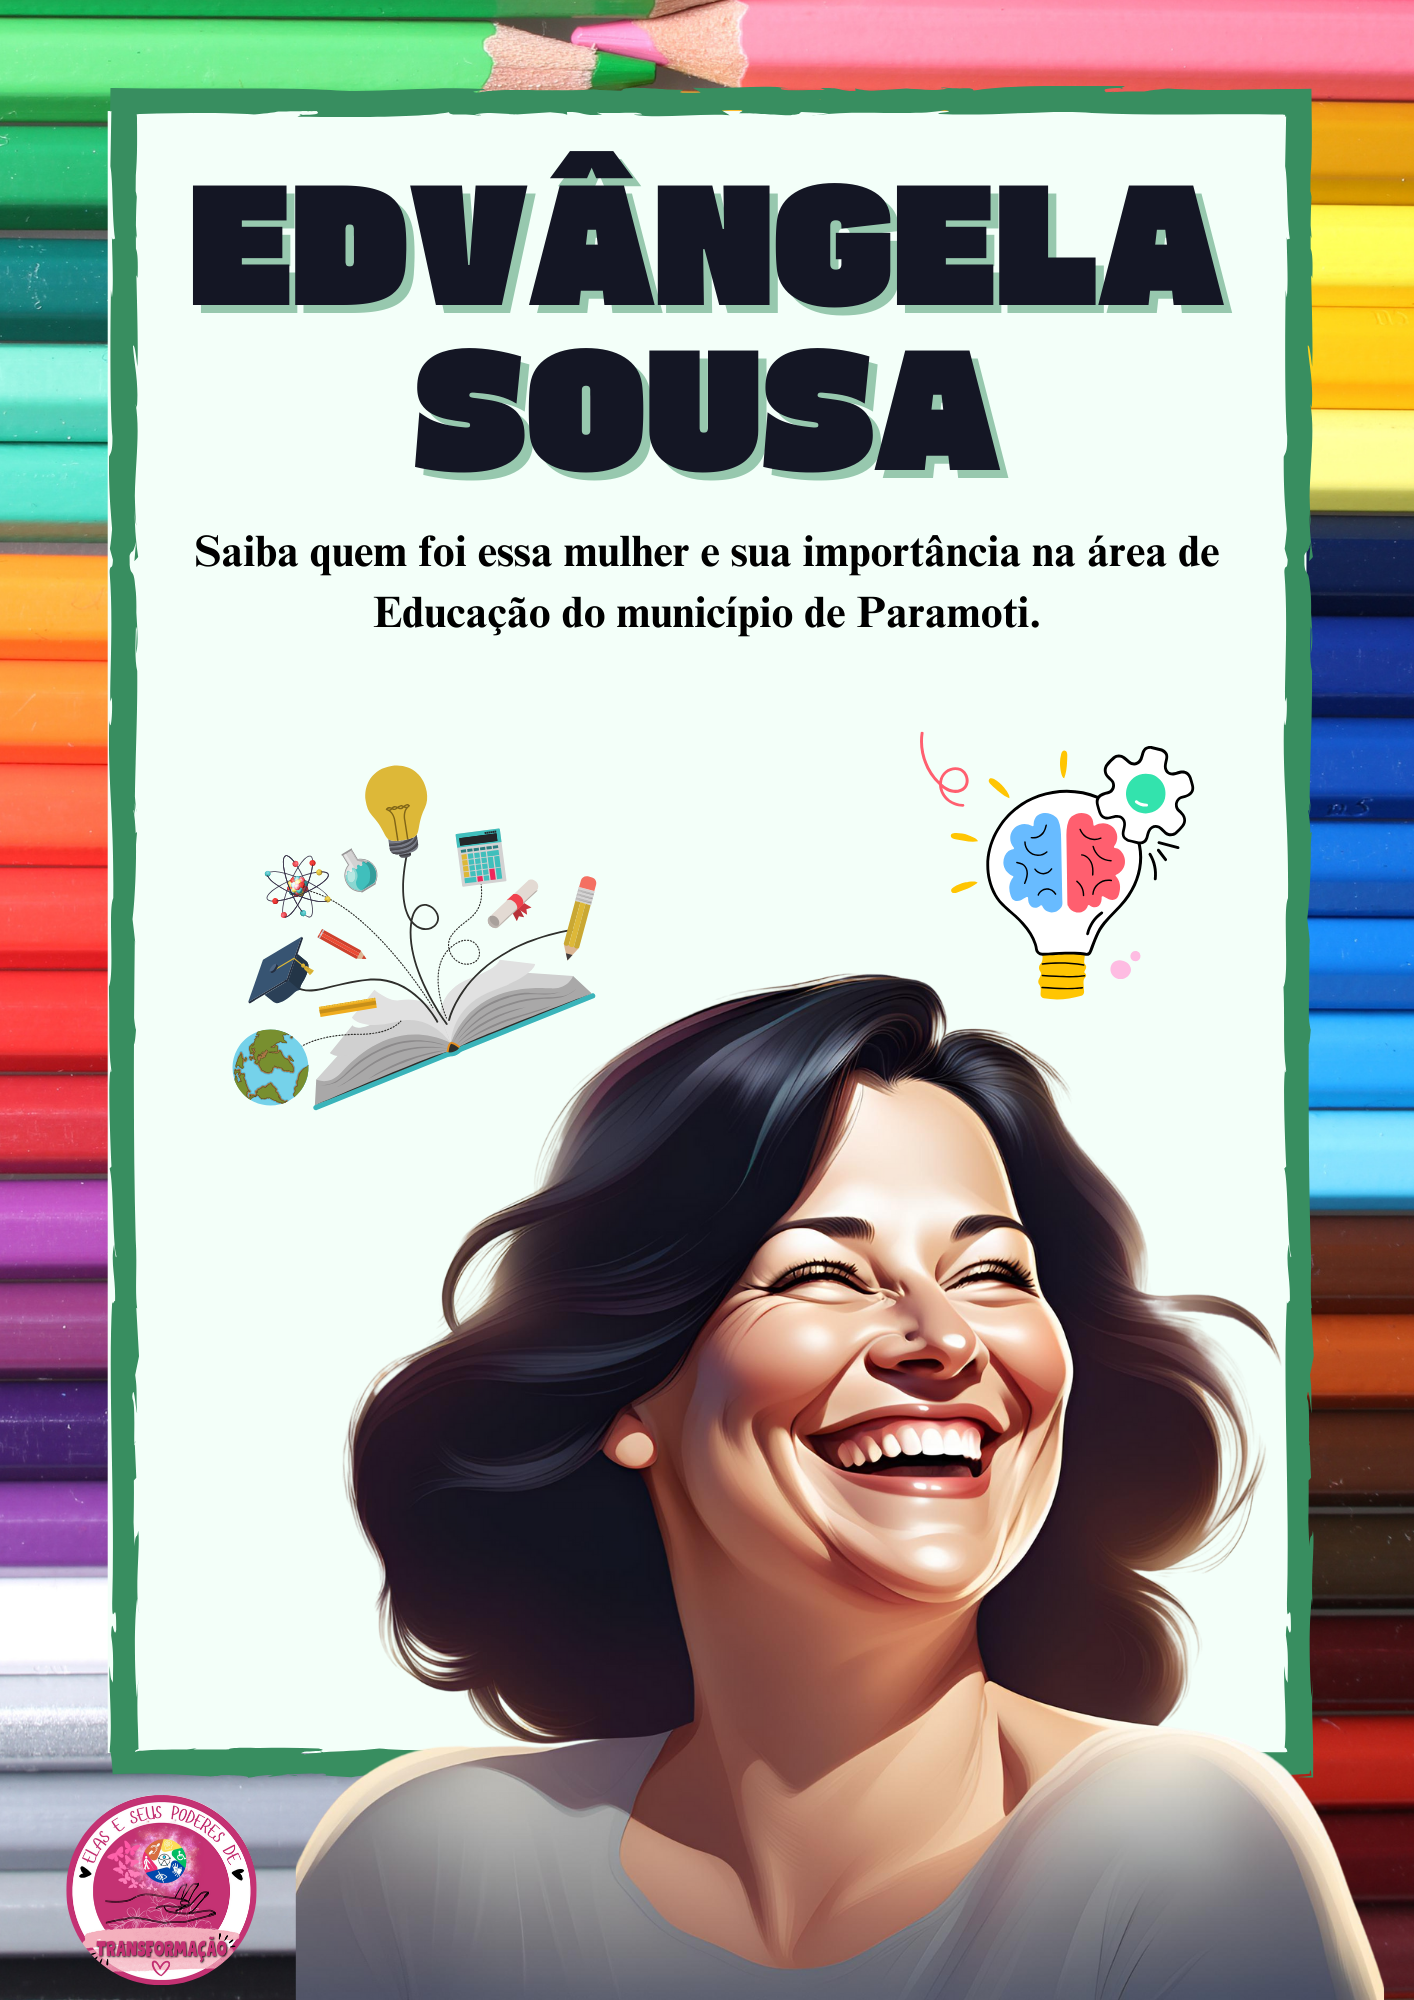 EDVÂNGELA
SOUSA
Saiba quem foi essa mulher e sua importância na área de
Educação do município de Paramoti.
ELAS E SEUS PODERES DE
TRANSFORMAÇÃO